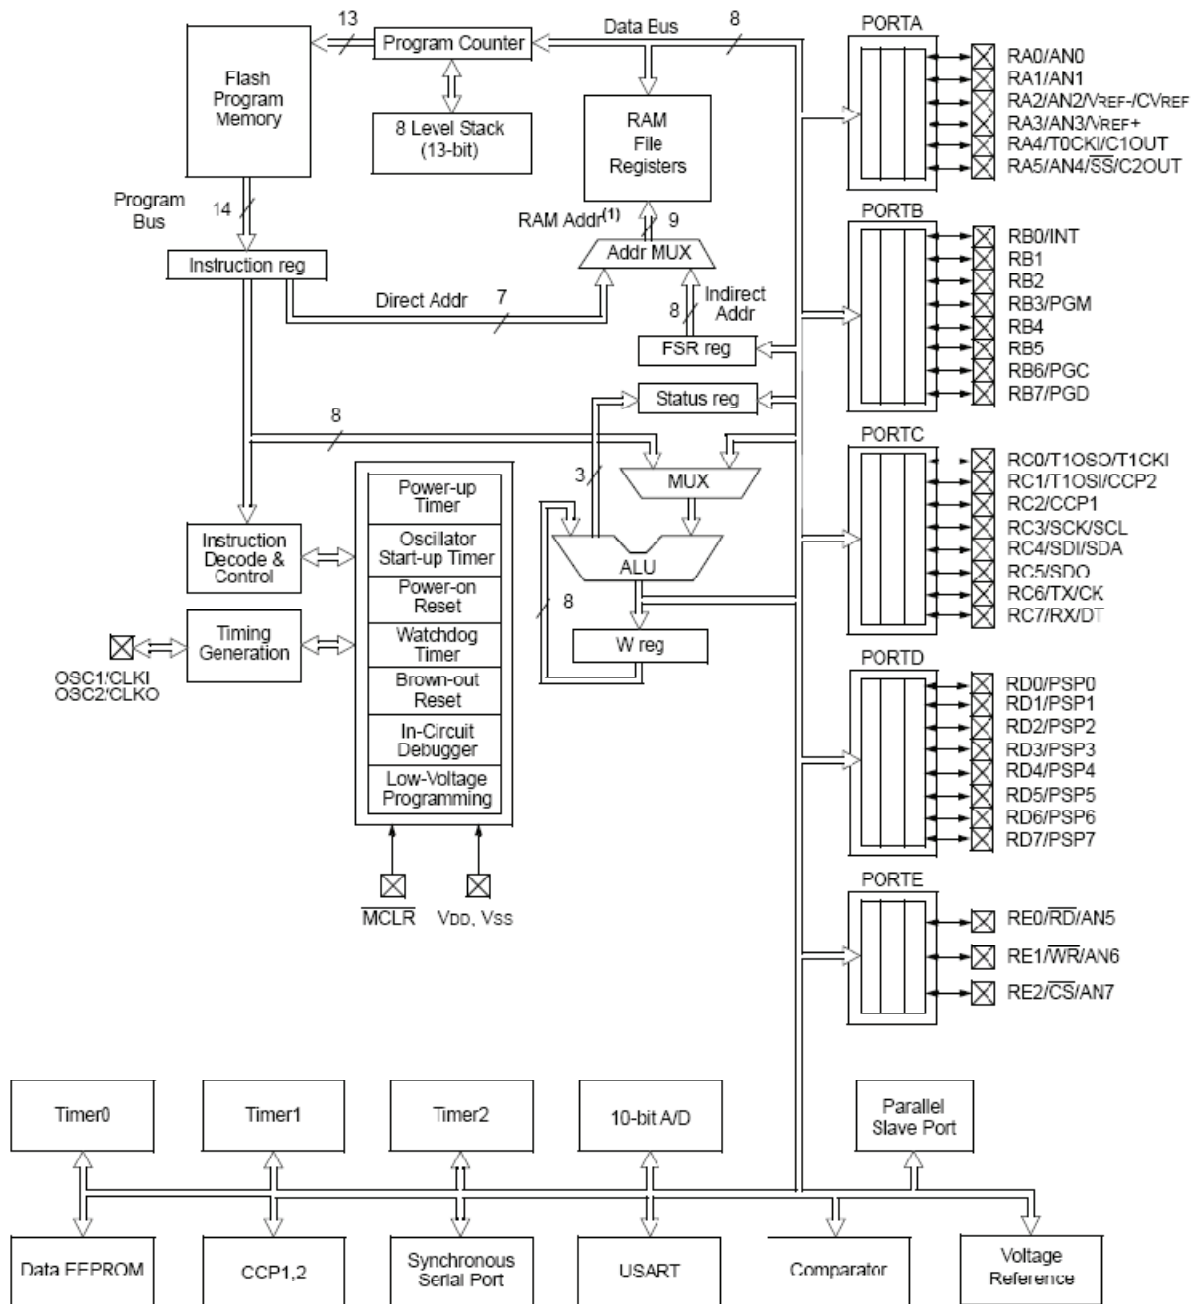 13
Program Counter
Data Bus
8
Flash
Program
Memory
8 Level Stack
(13-bit)
RAM
File
Registers
Program
Bus
14
RAM Addr(1)
9
Addr MUX
Instruction reg
Direct Addr
7
8
Indirect
Addr
FSR reg
Status reg
8
3
MUX
ALU
8
W reg
Power-up
Timer
Oscillator
Start-up Timer
Power-on
Reset
Watchdog
Timer
Brown-out
Reset
In-Circuit
Debugger
Low-Voltage
Programming
Instruction
Decode &
Control
Timing
Generation
OSC1/CLKI
OSC2/CLKO
MCLR
VDD, VSS
PORTA
RA0/AN0
RA1/AN1
RA2/AN2/VREF-/CVREF
RA3/AN3/VREF+
RA4/T0CKI/C1OUT
RA5/AN4/SS/C2OUT
PORTB
RB0/INT
RB1
RB2
RB3/PGM
RB4
RB5
RB6/PGC
RB7/PGD
PORTC
RC0/T1OSO/T1CKI
RC1/T1OSI/CCP2
RC2/CCP1
RC3/SCK/SCL
RC4/SDI/SDA
RC5/SDO
RC6/TX/CK
RC7/RX/DT
PORTD
RD0/PSP0
RD1/PSP1
RD2/PSP2
RD3/PSP3
RD4/PSP4
RD5/PSP5
RD6/PSP6
RD7/PSP7
PORTE
RE0/RD/AN5
RE1/WR/AN6
RE2/CS/AN7
Timer0
Timer1
Timer2
10-bit A/D
Parallel
Slave Port
Data EEPROM
CCP1,2
Synchronous
Serial Port
USART
Comparator
Voltage
Reference